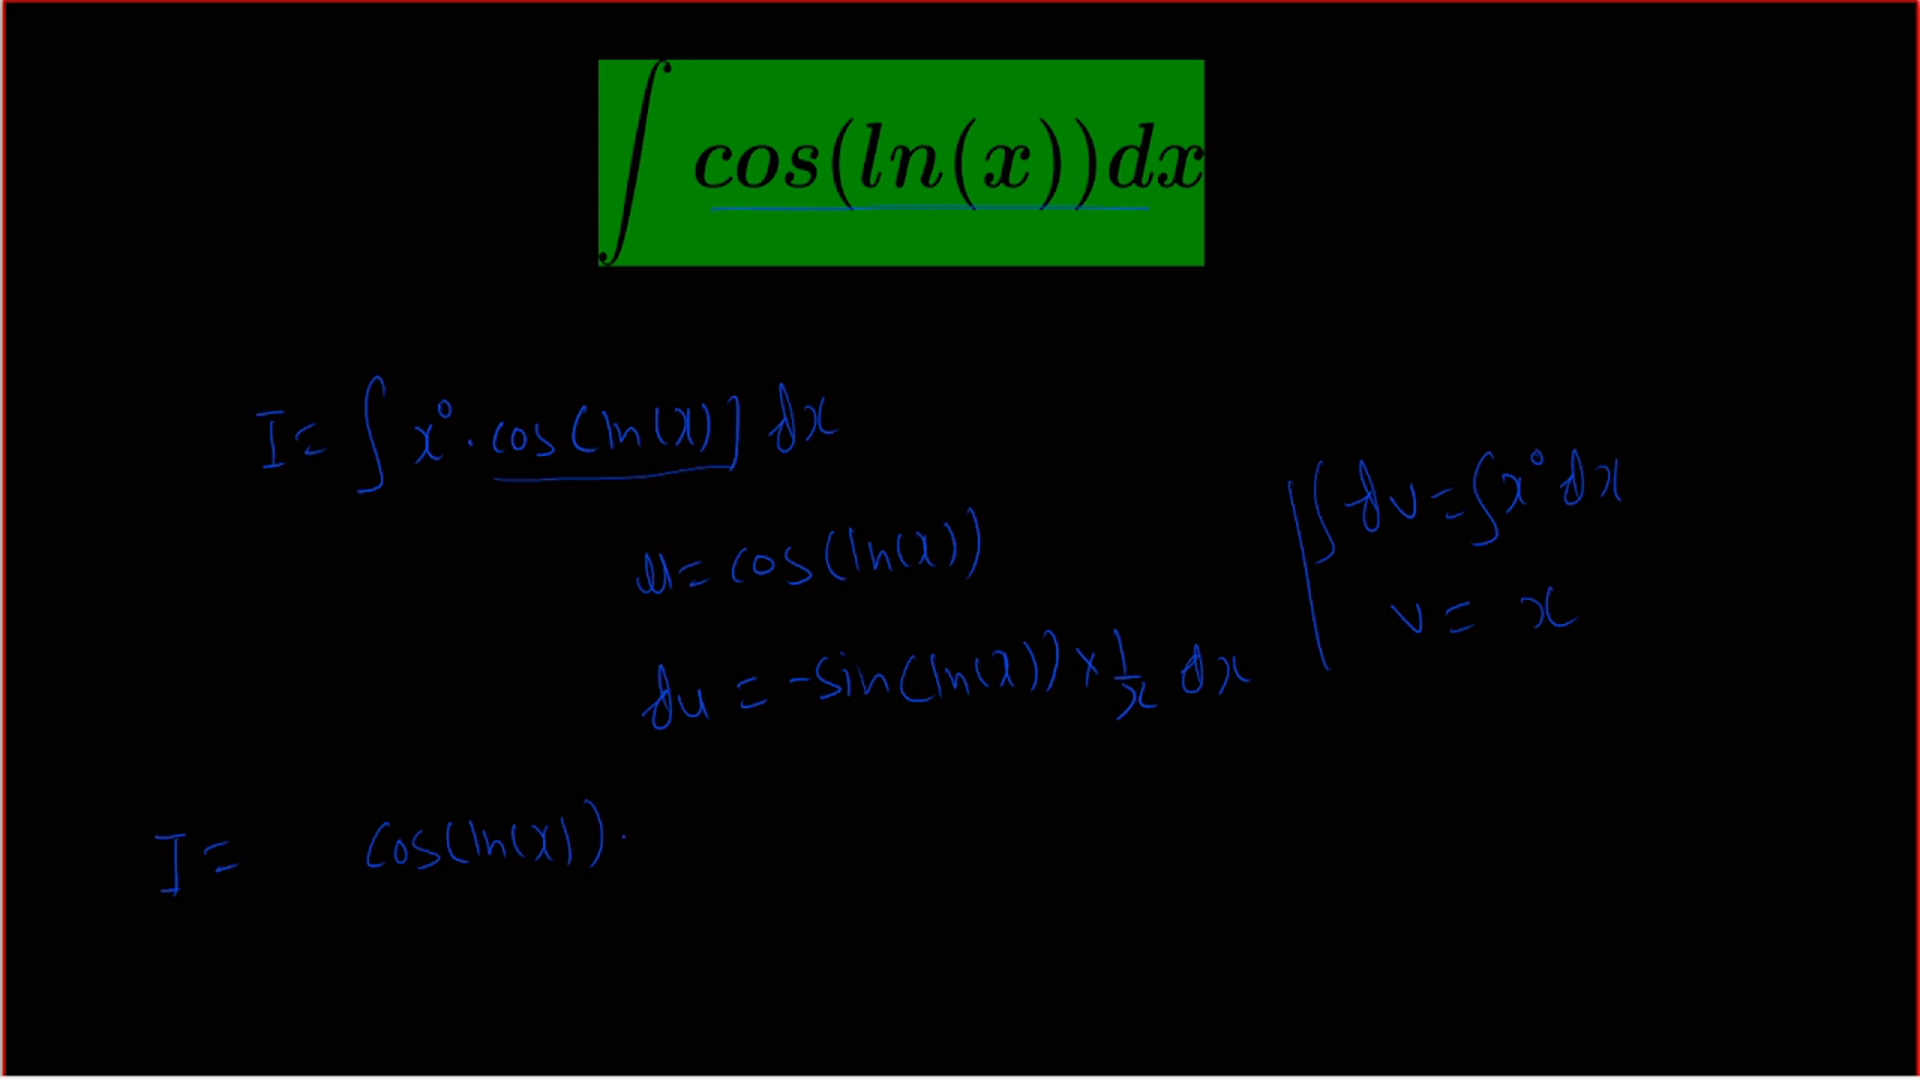 ∫ cos(ln(x))dx
I = ∫ x⁰ · cos(ln(x)] dx
u = cos(ln(x))
∫ dv = ∫ x⁰ dx
v = x
du = -sin(ln(x)) × 1/x dx
I = cos(ln(x)) ·